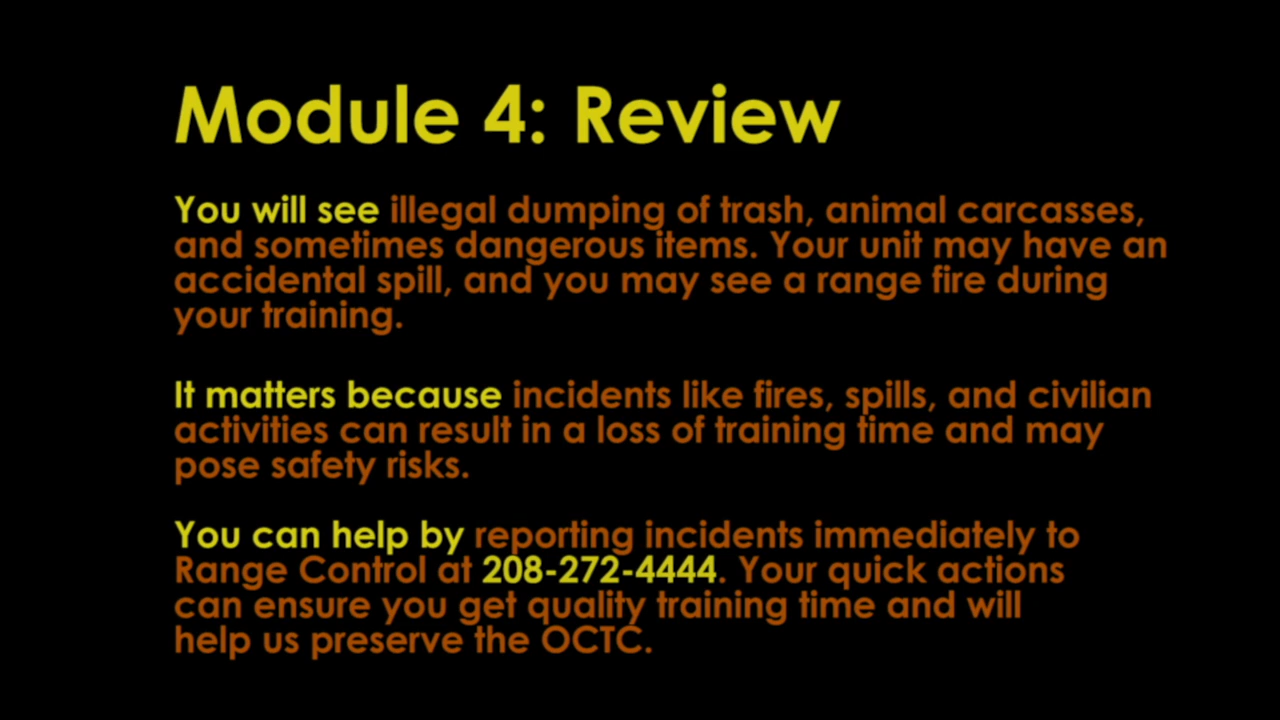 Module 4: Review
You will see illegal dumping of trash, animal carcasses,
and sometimes dangerous items. Your unit may have an
accidental spill, and you may see a range fire during
your training.
It matters because incidents like fires, spills, and civilian
activities can result in a loss of training time and may
pose safety risks.
You can help by reporting incidents immediately to
Range Control at 208-272-4444. Your quick actions
can ensure you get quality training time and will
help us preserve the OCTC.